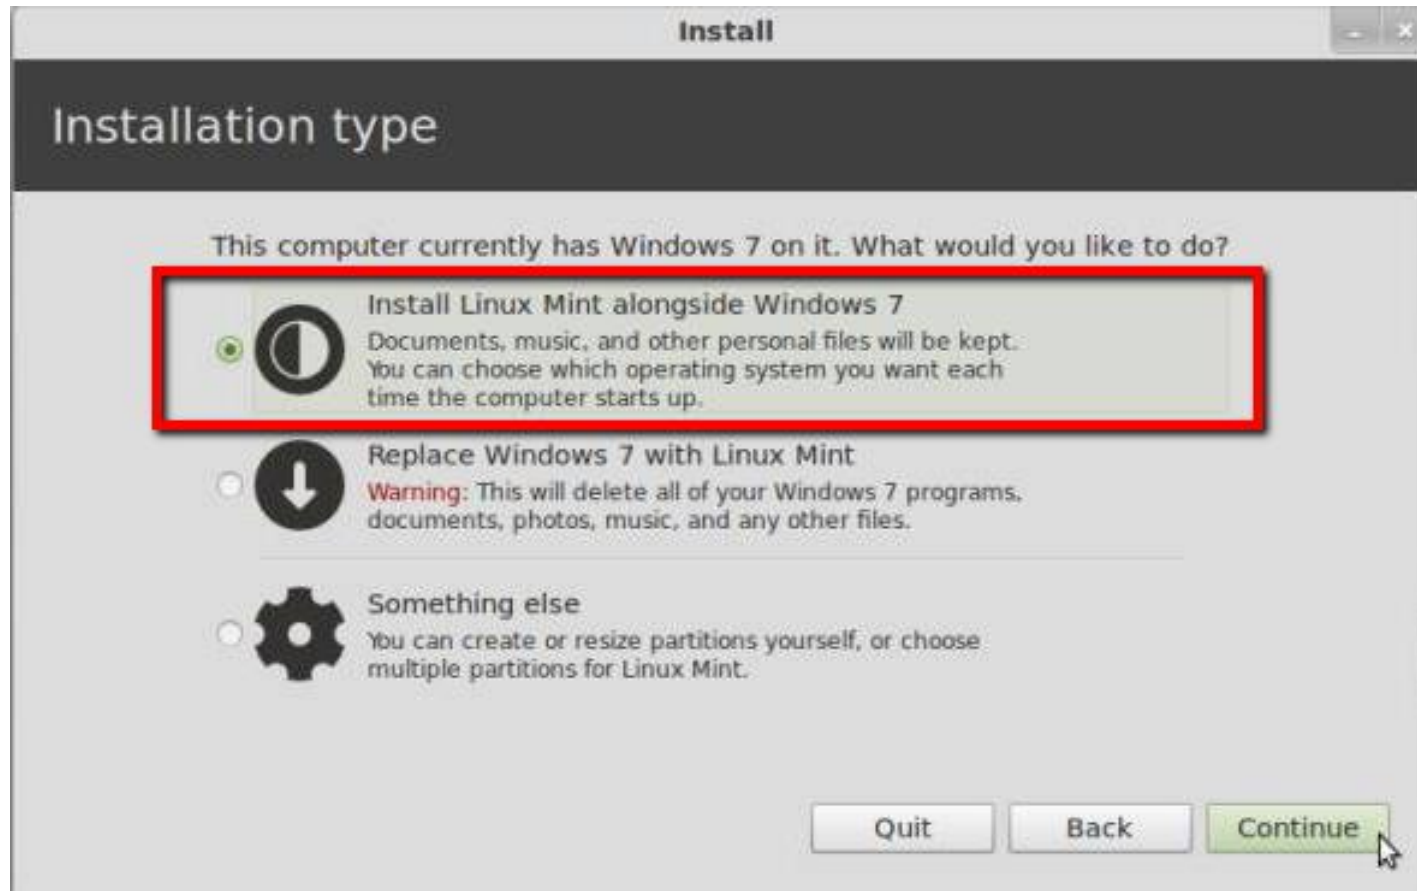 Install
Installation type
This computer currently has Windows 7 on it. What would you like to do?
Install Linux Mint alongside Windows 7
Documents, music, and other personal files will be kept.
You can choose which operating system you want each
time the computer starts up.
Replace Windows 7 with Linux Mint
Warning: This will delete all of your Windows 7 programs,
documents, photos, music, and any other files.
Something else
You can create or resize partitions yourself, or choose
multiple partitions for Linux Mint.
Quit Back Continue